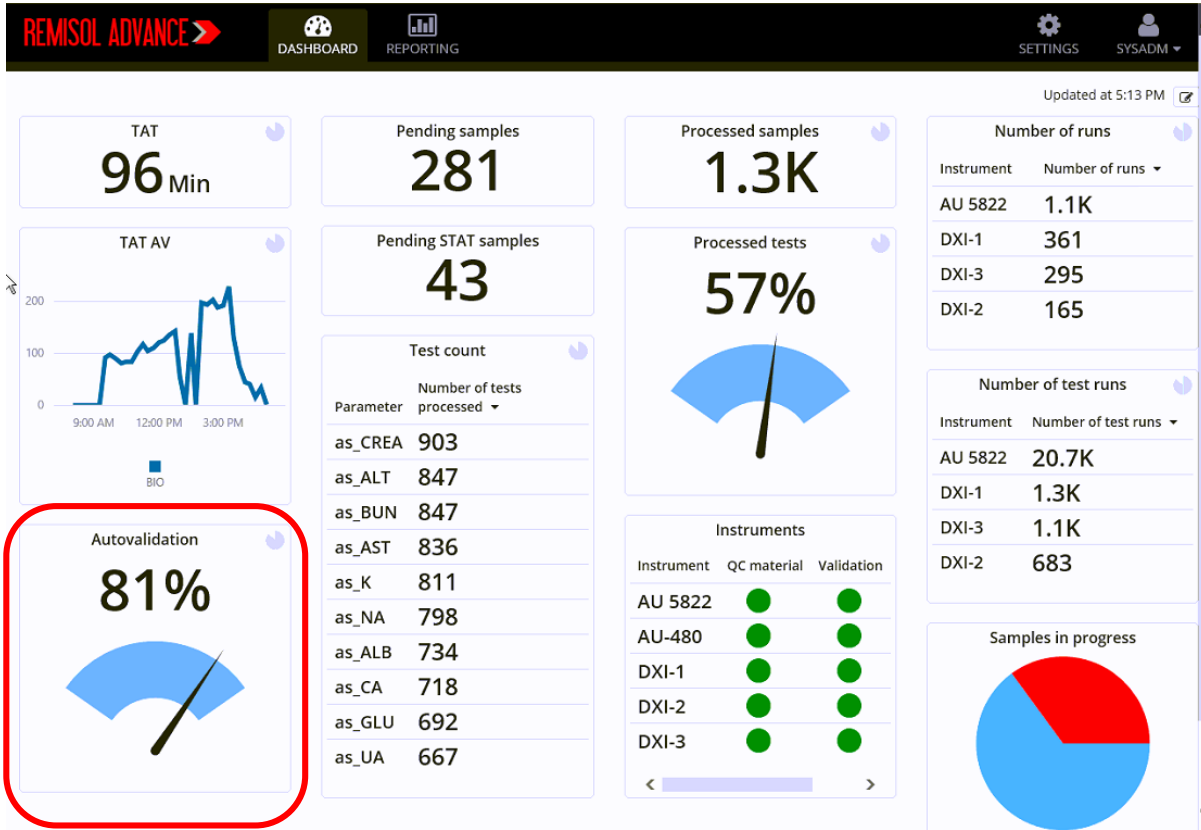 REMISOL ADVANCE
DASHBOARD
REPORTING
SETTINGS
SYSADM
Updated at 5:13 PM
TAT
96 Min
TAT AV
200
100
0
9:00 AM 12:00 PM 3:00 PM
BIO
Autovalidation
81%
Pending samples
281
Pending STAT samples
43
Test count
Number of tests
Parameter processed
as_CREA 903
as_ALT 847
as_BUN 847
as_AST 836
as_K 811
as_NA 798
as_ALB 734
as_CA 718
as_GLU 692
as_UA 667
Processed samples
1.3K
Processed tests
57%
Instruments
Instrument QC material Validation
AU 5822
AU-480
DXI-1
DXI-2
DXI-3
Number of runs
Instrument Number of runs
AU 5822 1.1K
DXI-1 361
DXI-3 295
DXI-2 165
Number of test runs
Instrument Number of test runs
AU 5822 20.7K
DXI-1 1.3K
DXI-3 1.1K
DXI-2 683
Samples in progress